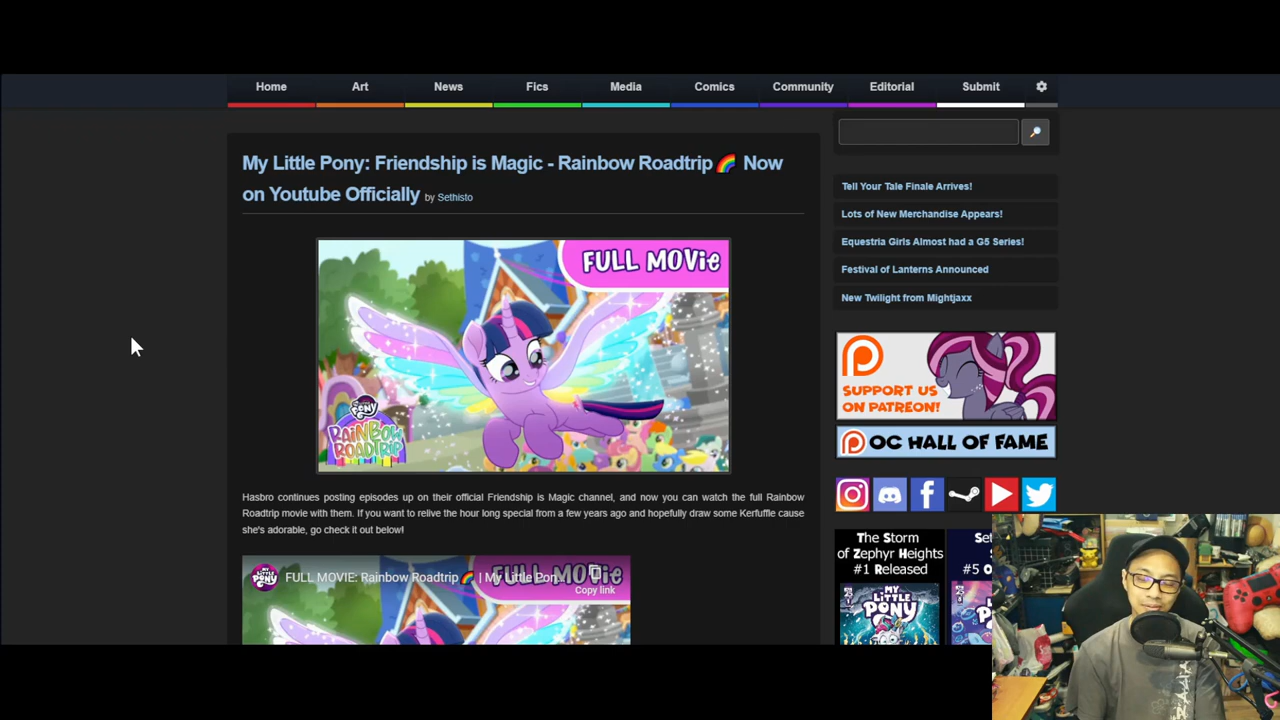 Home Art News Fics Media Comics Community Editorial Submit
My Little Pony: Friendship is Magic - Rainbow Roadtrip🌈 Now
on Youtube Officially by Sethisto
FULL MOViE
my LITTLE Pony
RAiNBOW
ROADTRiP
Hasbro continues posting episodes up on their official Friendship is Magic channel, and now you can watch the full Rainbow
Roadtrip movie with them. If you want to relive the hour long special from a few years ago and hopefully draw some Kerfuffle cause
she's adorable, go check it out below!
FULL MOViE
FULL MOVIE: Rainbow Roadtrip🌈 | My Little Pon...
Copy link
Tell Your Tale Finale Arrives!
Lots of New Merchandise Appears!
Equestria Girls Almost had a G5 Series!
Festival of Lanterns Announced
New Twilight from Mightjaxx
SUPPORT US
ON PATREON!
OC HALL OF FAME
The Storm
of Zephyr Heights
#1 Released
MY LITTLE
PONY
Set
#5 O